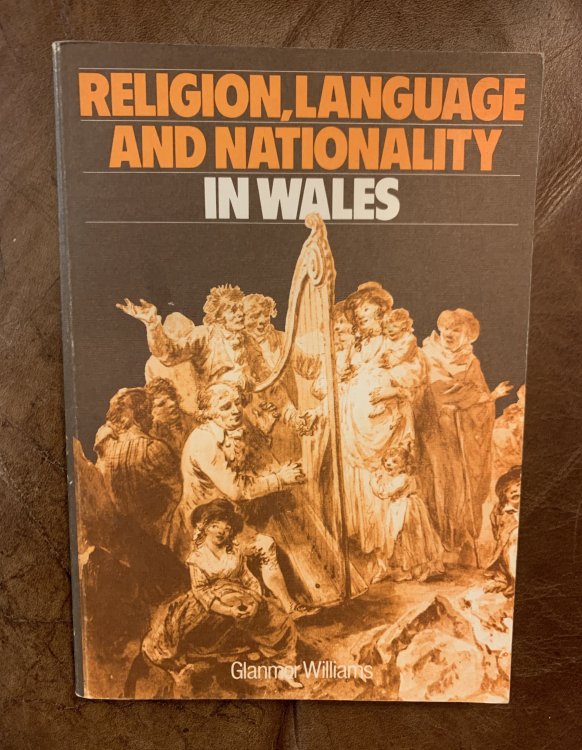 RELIGION, LANGUAGE
AND NATIONALITY
IN WALES
Glanmor Williams